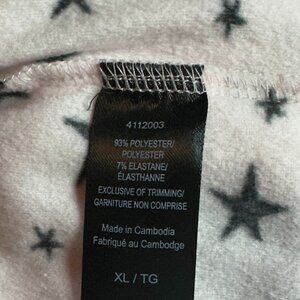 4112003
93% POLYESTER/
POLYESTER
7% ELASTANE/
ÉLASTHANNE
EXCLUSIVE OF TRIMMING/
GARNITURE NON COMPRISE
Made in Cambodia
Fabriqué au Cambodge
XL / TG